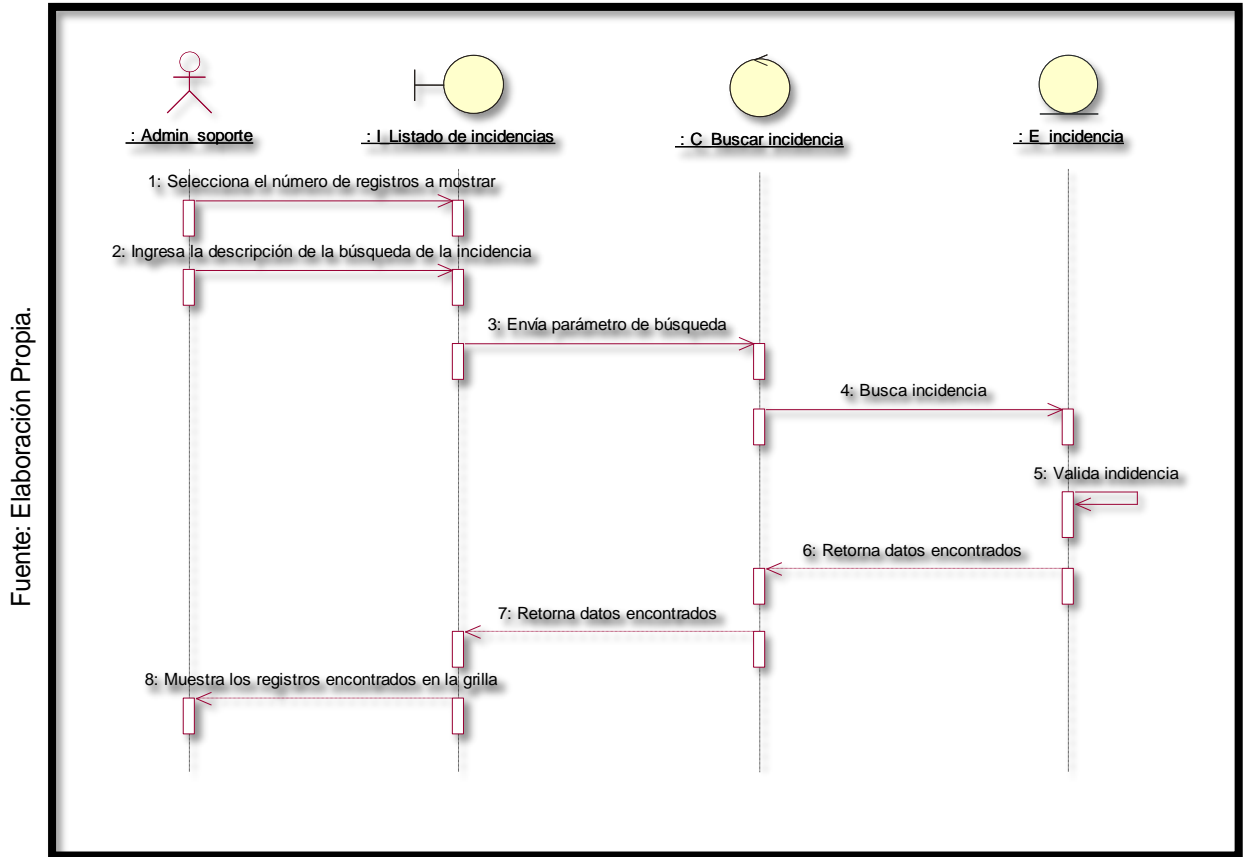 : Admin_soporte
: I_Listado de incidencias
: C_Buscar incidencia
: E_incidencia
1: Selecciona el número de registros a mostrar
2: Ingresa la descripción de la búsqueda de la incidencia
3: Envía parámetro de búsqueda
4: Busca incidencia
5: Valida indidencia
6: Retorna datos encontrados
7: Retorna datos encontrados
8: Muestra los registros encontrados en la grilla
Fuente: Elaboración Propia.